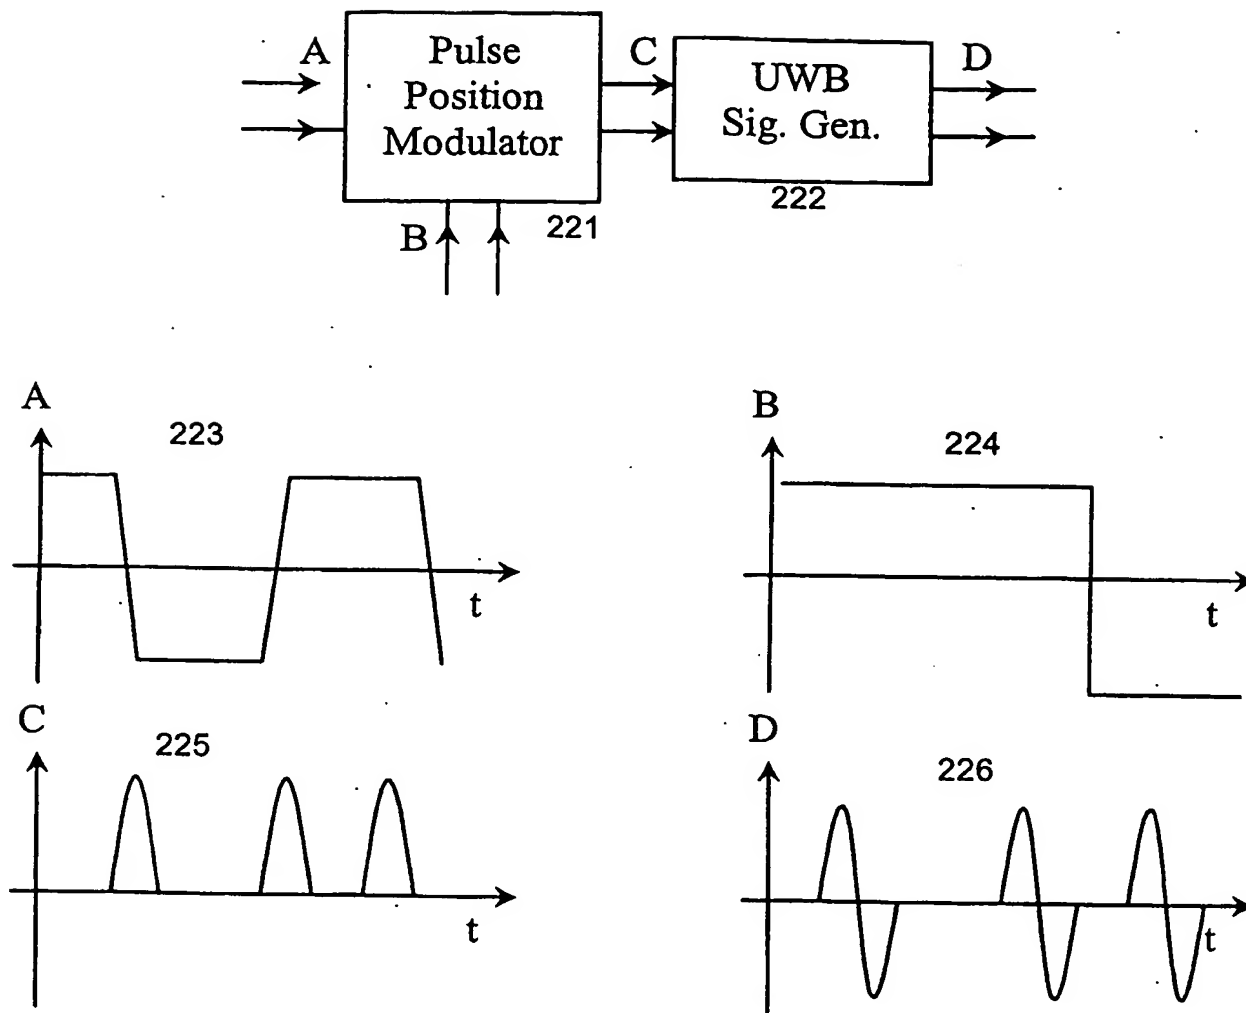 A
Pulse
Position
Modulator
C
UWB
Sig. Gen.
D
222
B
221
A
223
t
B
224
t
C
225
t
D
226
t